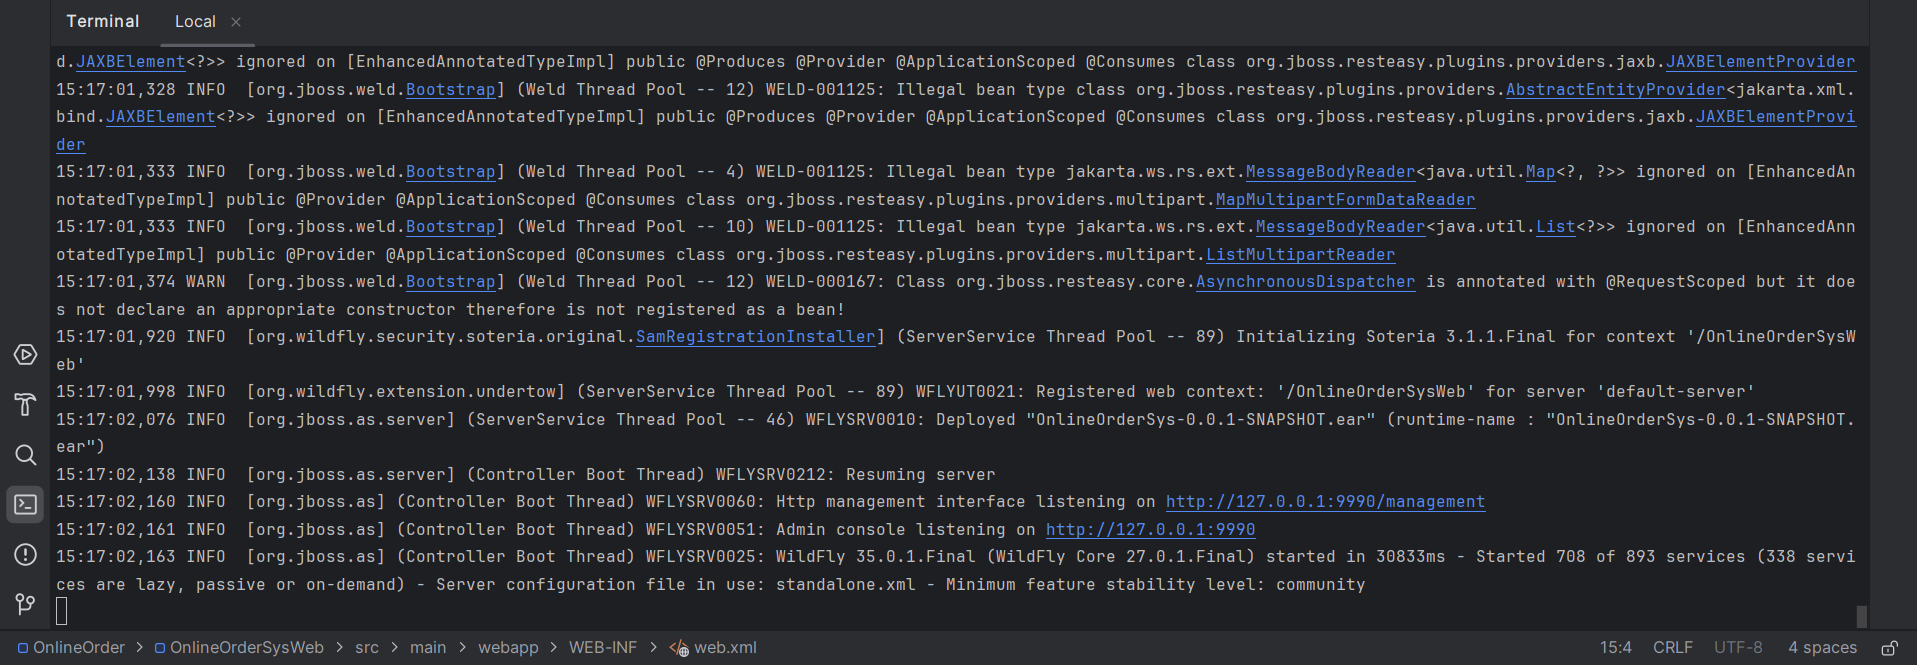 Terminal Local ×
d.JAXBElement<?>> ignored on [EnhancedAnnotatedTypeImpl] public @Produces @Provider @ApplicationScoped @Consumes class org.jboss.resteasy.plugins.providers.jaxb.JAXBElementProvider
15:17:01,328 INFO  [org.jboss.weld.Bootstrap] (Weld Thread Pool -- 12) WELD-001125: Illegal bean type class org.jboss.resteasy.plugins.providers.AbstractEntityProvider<jakarta.xml.
bind.JAXBElement<?>> ignored on [EnhancedAnnotatedTypeImpl] public @Produces @Provider @ApplicationScoped @Consumes class org.jboss.resteasy.plugins.providers.jaxb.JAXBElementProvi
der
15:17:01,333 INFO  [org.jboss.weld.Bootstrap] (Weld Thread Pool -- 4) WELD-001125: Illegal bean type jakarta.ws.rs.ext.MessageBodyReader<java.util.Map<?, ?>> ignored on [EnhancedAn
notatedTypeImpl] public @Provider @ApplicationScoped @Consumes class org.jboss.resteasy.plugins.providers.multipart.MapMultipartFormDataReader
15:17:01,333 INFO  [org.jboss.weld.Bootstrap] (Weld Thread Pool -- 10) WELD-001125: Illegal bean type jakarta.ws.rs.ext.MessageBodyReader<java.util.List<?>> ignored on [EnhancedAnn
otatedTypeImpl] public @Provider @ApplicationScoped @Consumes class org.jboss.resteasy.plugins.providers.multipart.ListMultipartReader
15:17:01,374 WARN  [org.jboss.weld.Bootstrap] (Weld Thread Pool -- 12) WELD-000167: Class org.jboss.resteasy.core.AsynchronousDispatcher is annotated with @RequestScoped but it doe
s not declare an appropriate constructor therefore is not registered as a bean!
15:17:01,920 INFO  [org.wildfly.security.soteria.original.SamRegistrationInstaller] (ServerService Thread Pool -- 89) Initializing Soteria 3.1.1.Final for context '/OnlineOrderSysW
eb'
15:17:01,998 INFO  [org.wildfly.extension.undertow] (ServerService Thread Pool -- 89) WFLYUT0021: Registered web context: '/OnlineOrderSysWeb' for server 'default-server'
15:17:02,076 INFO  [org.jboss.as.server] (ServerService Thread Pool -- 46) WFLYSRV0010: Deployed "OnlineOrderSys-0.0.1-SNAPSHOT.ear" (runtime-name : "OnlineOrderSys-0.0.1-SNAPSHOT.
ear")
15:17:02,138 INFO  [org.jboss.as.server] (Controller Boot Thread) WFLYSRV0212: Resuming server
15:17:02,160 INFO  [org.jboss.as] (Controller Boot Thread) WFLYSRV0060: Http management interface listening on http://127.0.0.1:9990/management
15:17:02,161 INFO  [org.jboss.as] (Controller Boot Thread) WFLYSRV0051: Admin console listening on http://127.0.0.1:9990
15:17:02,163 INFO  [org.jboss.as] (Controller Boot Thread) WFLYSRV0025: WildFly 35.0.1.Final (WildFly Core 27.0.1.Final) started in 30833ms - Started 708 of 893 services (338 servi
ces are lazy, passive or on-demand) - Server configuration file in use: standalone.xml - Minimum feature stability level: community
OnlineOrder > OnlineOrderSysWeb > src > main > webapp > WEB-INF > web.xml 15:4 CRLF UTF-8 4 spaces